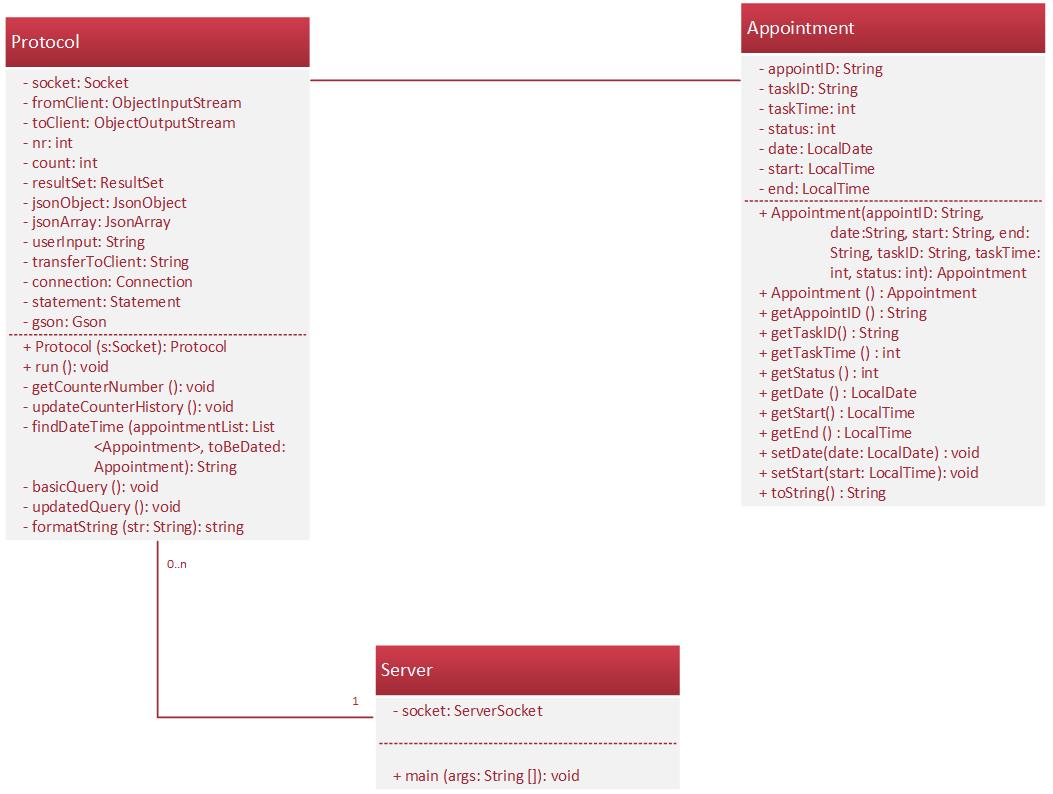 Protocol
- socket: Socket
- fromClient: ObjectInputStream
- toClient: ObjectOutputStream
- nr: int
- count: int
- resultSet: ResultSet
- jsonObject: JsonObject
- jsonArray: JsonArray
- userInput: String
- transferToClient: String
- connection: Connection
- statement: Statement
- gson: Gson
+ Protocol (s:Socket): Protocol
+ run (): void
- getCounterNumber (): void
- updateCounterHistory (): void
- findDateTime (appointmentList: List
<Appointment>, toBeDated:
Appointment): String
- basicQuery (): void
- updatedQuery (): void
- formatString (str: String): string
Appointment
- appointID: String
- taskID: String
- taskTime: int
- status: int
- date: LocalDate
- start: LocalTime
- end: LocalTime
+ Appointment(appointID: String,
date:String, start: String, end:
String, taskID: String, taskTime:
int, status: int): Appointment
+ Appointment () : Appointment
+ getAppointID () : String
+ getTaskID() : String
+ getTaskTime () : int
+ getStatus () : int
+ getDate () : LocalDate
+ getStart() : LocalTime
+ getEnd () : LocalTime
+ setDate(date: LocalDate) : void
+ setStart(start: LocalTime): void
+ toString() : String
0..n
1
Server
- socket: ServerSocket
+ main (args: String []): void